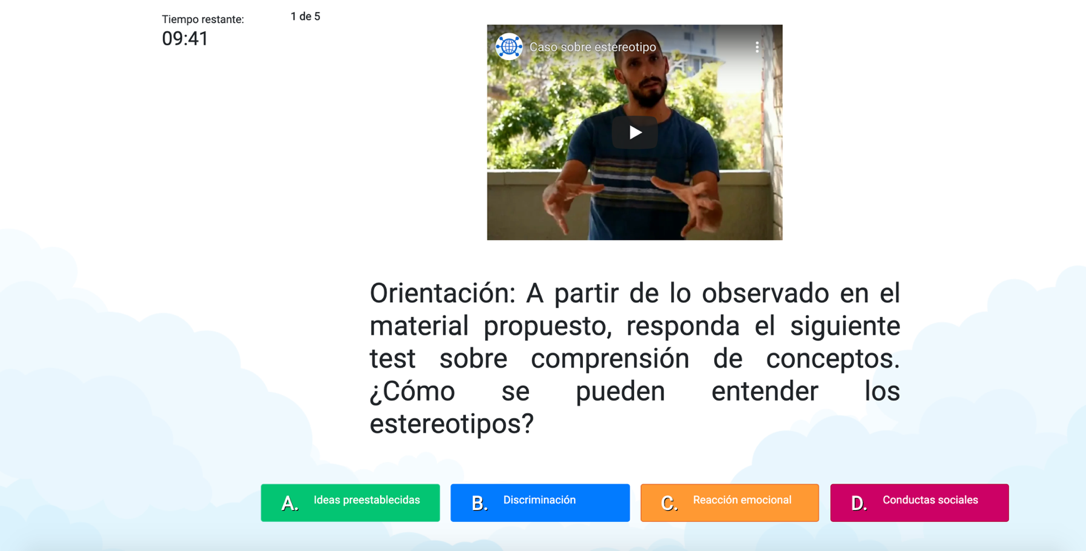 Tiempo restante:
1 de 5
09:41
Caso sobre estereotipo
Orientación: A partir de lo observado en el
material propuesto, responda el siguiente
test sobre comprensión de conceptos.
¿Cómo se pueden entender los
estereotipos?
A. Ideas preestablecidas
B. Discriminación
C. Reacción emocional
D. Conductas sociales